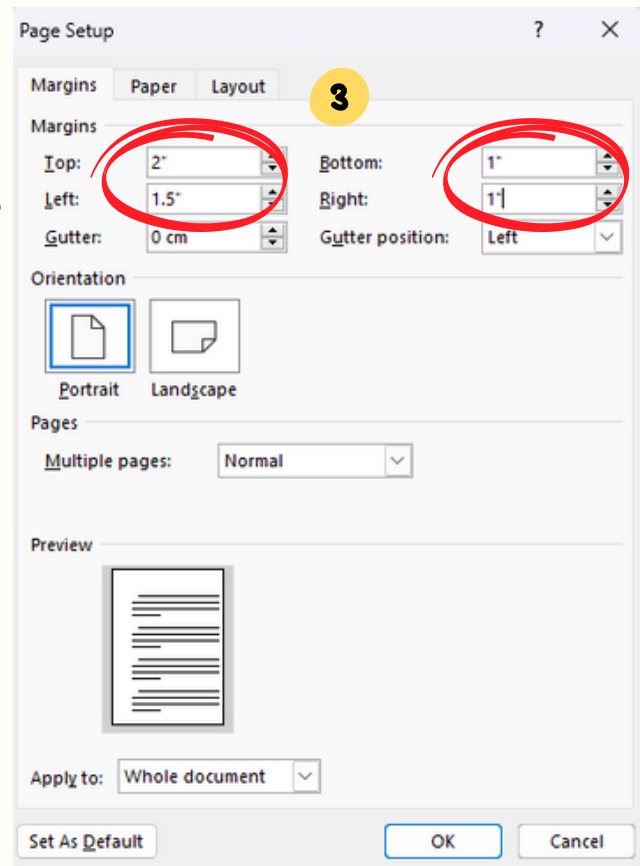 Page Setup ? ×
Margins Paper Layout
3
Margins
Top: 2" Bottom: 1"
Left: 1.5" Right: 1"
Gutter: 0 cm Gutter position: Left
Orientation
Portrait Landscape
Pages
Multiple pages: Normal
Preview
Apply to: Whole document
Set As Default OK Cancel